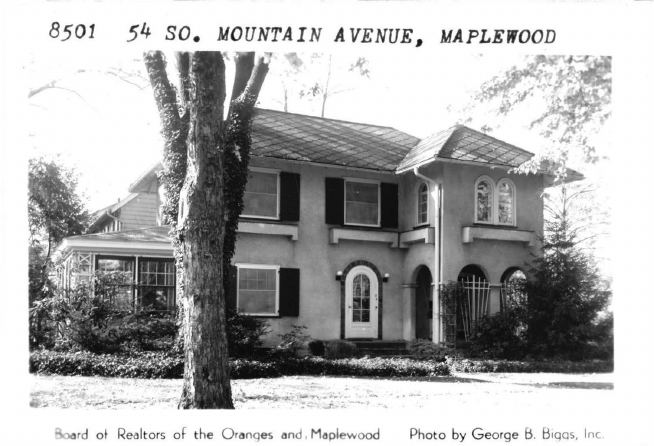 8501 54 SO. MOUNTAIN AVENUE, MAPLEWOOD
Board of Realtors of the Oranges and Maplewood Photo by George B. Biggs, Inc.